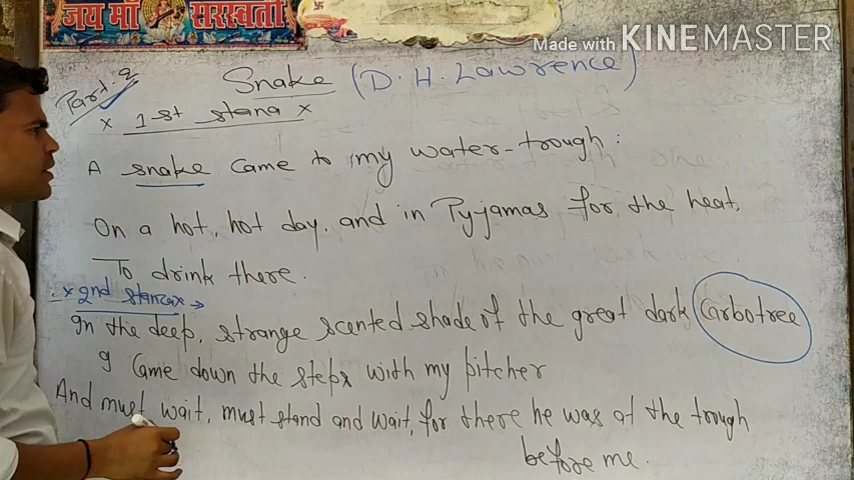 जय माँ सरस्वती
Made with KINEMASTER
Part. 2
Snake (D. H. Lawrence)
x 1st stana x
A snake came to my water-trough:
On a hot, hot day. and in Pyjamas for the heat,
To drink there.
x 2nd stanza x →
In the deep, strange scented shade of the great dark Carbotree
I Came down the steps with my pitcher
And must wait, must stand and wait, for there he was at the trough
before me.